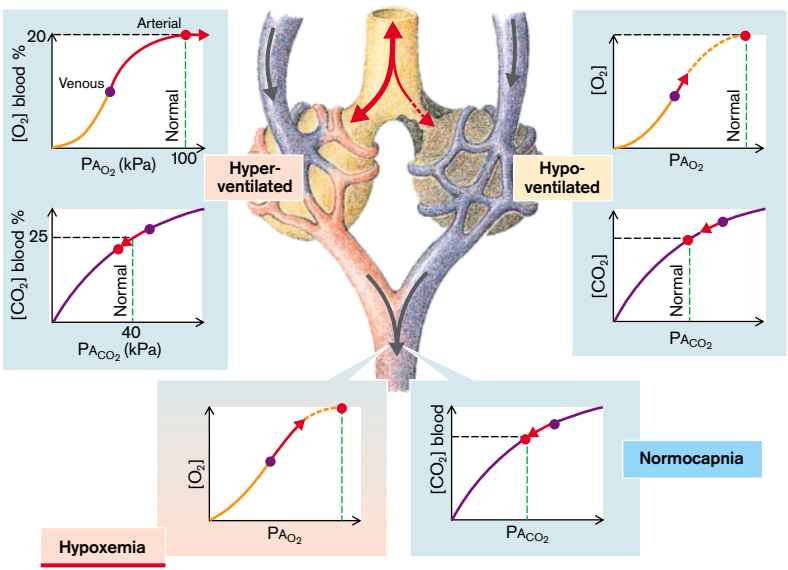 20
Arterial
Venous
Normal
[O2] blood %
PAO2 (kPa)
100
Hyper-
ventilated
25
Normal
[CO2] blood %
40
PACO2 (kPa)
Hypo-
ventilated
[O2]
Normal
PAO2
[CO2]
Normal
PACO2
[O2]
PAO2
Hypoxemia
[CO2] blood
PACO2
Normocapnia